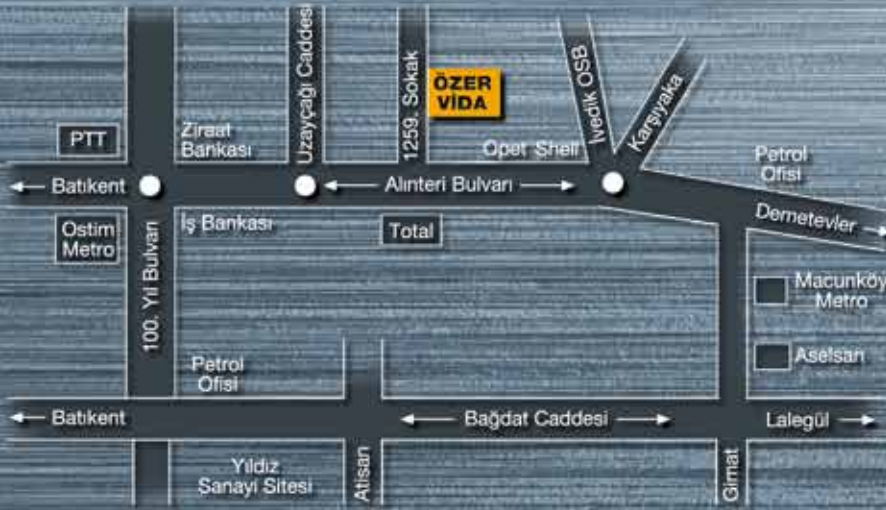 Uzayçağı Caddesi
1259. Sokak
ÖZER
VİDA
İvedik OSB
Karşıyaka
PTT
Ziraat
Bankası
Opet Shell
Petrol
Ofisi
Batıkent
Alınteri Bulvarı
Demetevler
Ostim
Metro
İş Bankası
Total
100. Yıl Bulvarı
Macunköy
Metro
Aselsan
Petrol
Ofisi
Batıkent
Bağdat Caddesi
Lalegül
Yıldız
Sanayi Sitesi
Atisan
Gimat